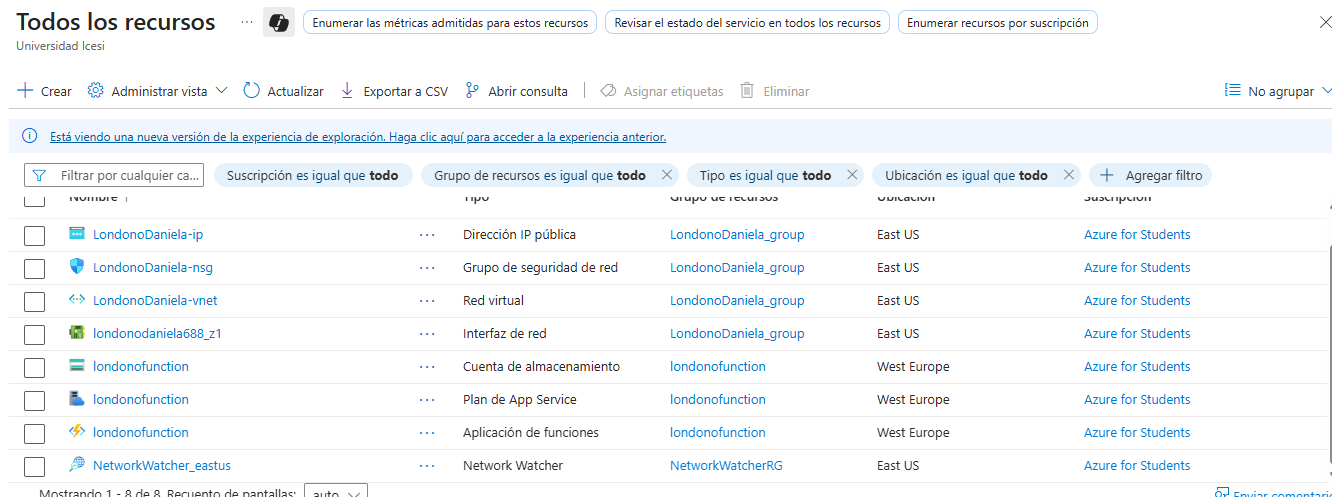 Todos los recursos ... Enumerar las métricas admitidas para estos recursos Revisar el estado del servicio en todos los recursos Enumerar recursos por suscripción
Universidad Icesi
Crear Administrar vista Actualizar Exportar a CSV Abrir consulta Asignar etiquetas Eliminar No agrupar
Está viendo una nueva versión de la experiencia de exploración. Haga clic aquí para acceder a la experiencia anterior.
Filtrar por cualquier ca... Suscripción es igual que todo Grupo de recursos es igual que todo Tipo es igual que todo Ubicación es igual que todo Agregar filtro
Nombre ↑ Tipo Grupo de recursos Ubicación Suscripción
LondonoDaniela-ip ... Dirección IP pública LondonoDaniela_group East US Azure for Students
LondonoDaniela-nsg ... Grupo de seguridad de red LondonoDaniela_group East US Azure for Students
LondonoDaniela-vnet ... Red virtual LondonoDaniela_group East US Azure for Students
londonodaniela688_z1 ... Interfaz de red LondonoDaniela_group East US Azure for Students
londonofunction ... Cuenta de almacenamiento londonofunction West Europe Azure for Students
londonofunction ... Plan de App Service londonofunction West Europe Azure for Students
londonofunction ... Aplicación de funciones londonofunction West Europe Azure for Students
NetworkWatcher_eastus ... Network Watcher NetworkWatcherRG East US Azure for Students
Mostrando 1 - 8 de 8. Recuento de pantallas: auto Enviar comentario